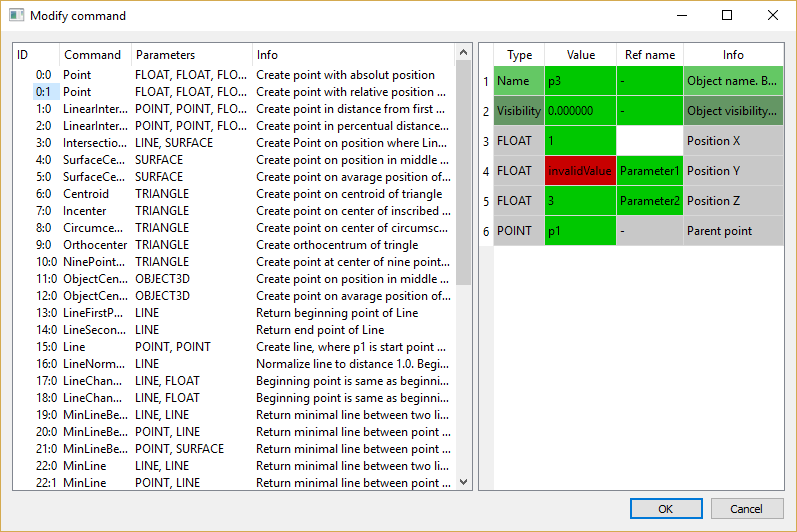 Modify command
ID Command Parameters Info
0:0 Point FLOAT, FLOAT, FLO... Create point with absolut position
0:1 Point FLOAT, FLOAT, FLO... Create point with relative position ...
1:0 LinearInter... POINT, POINT, FLO... Create point in distance from first ...
2:0 LinearInter... POINT, POINT, FLO... Create point in percentual distance...
3:0 Intersectio... LINE, SURFACE Create Point on position where Lin...
4:0 SurfaceCe... SURFACE Create Point on position in middle ...
5:0 SurfaceCe... SURFACE Create point on avarage position of...
6:0 Centroid TRIANGLE Create point on centroid of triangle
7:0 Incenter TRIANGLE Create point on center of inscribed ...
8:0 Circumce... TRIANGLE Create point on center of circumsc...
9:0 Orthocenter TRIANGLE Create orthocentrum of tringle
10:0 NinePoint... TRIANGLE Create point at center of nine point...
11:0 ObjectCen... OBJECT3D Create point on position in middle ...
12:0 ObjectCen... OBJECT3D Create point on avarage position of...
13:0 LineFirstP... LINE Return beginning point of Line
14:0 LineSecon... LINE Return end point of Line
15:0 Line POINT, POINT Create line, where p1 is start point ...
16:0 LineNorm... LINE Normalize line to distance 1.0. Begi...
17:0 LineChan... LINE, FLOAT Beginning point is same as beginni...
18:0 LineChan... LINE, FLOAT Beginning point is same as beginni...
19:0 MinLineBe... LINE, LINE Return minimal line between two li...
20:0 MinLineBe... POINT, LINE Return minimal line between point ...
21:0 MinLineBe... POINT, SURFACE Return minimal line between point ...
22:0 MinLine LINE, LINE Return minimal line between two li...
22:1 MinLine POINT, LINE Return minimal line between point ...
Type Value Ref name Info
1 Name p3 - Object name. B...
2 Visibility 0.000000 - Object visibility...
3 FLOAT 1 Position X
4 FLOAT invalidValue Parameter1 Position Y
5 FLOAT 3 Parameter2 Position Z
6 POINT p1 - Parent point
OK Cancel